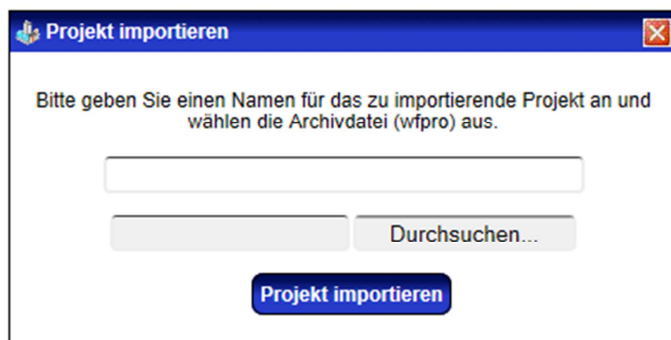 Projekt importieren
Bitte geben Sie einen Namen für das zu importierende Projekt an und
wählen die Archivdatei (wfpro) aus.
Durchsuchen...
Projekt importieren